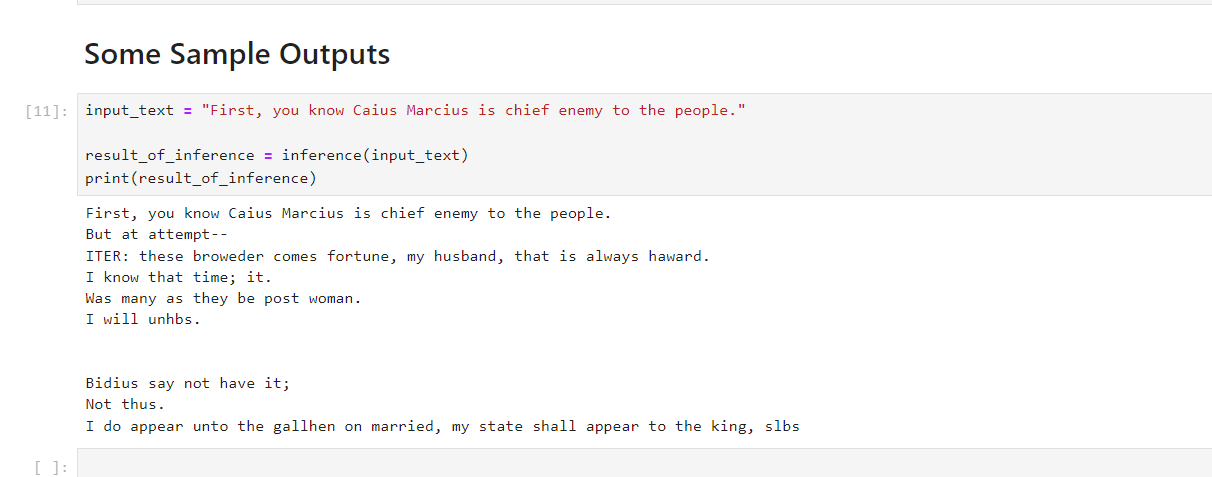 Some Sample Outputs
[11]:
input_text = "First, you know Caius Marcius is chief enemy to the people."
result_of_inference = inference(input_text)
print(result_of_inference)
First, you know Caius Marcius is chief enemy to the people.
But at attempt--
ITER: these broweder comes fortune, my husband, that is always haward.
I know that time; it.
Was many as they be post woman.
I will unhbs.
Bidius say not have it;
Not thus.
I do appear unto the gallhen on married, my state shall appear to the king, slbs
[ ]: